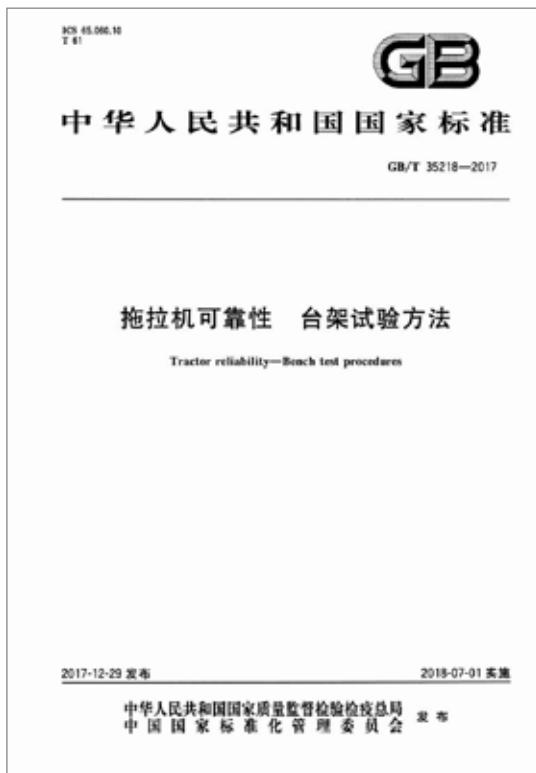 ICS 65.060.10
T 61
GB
中华人民共和国国家标准
GB/T 35218—2017
拖拉机可靠性 台架试验方法
Tractor reliability—Bench test procedures
2017-12-29 发布
2018-07-01 实施
中华人民共和国国家质量监督检验检疫总局
中国国家标准化管理委员会
发布